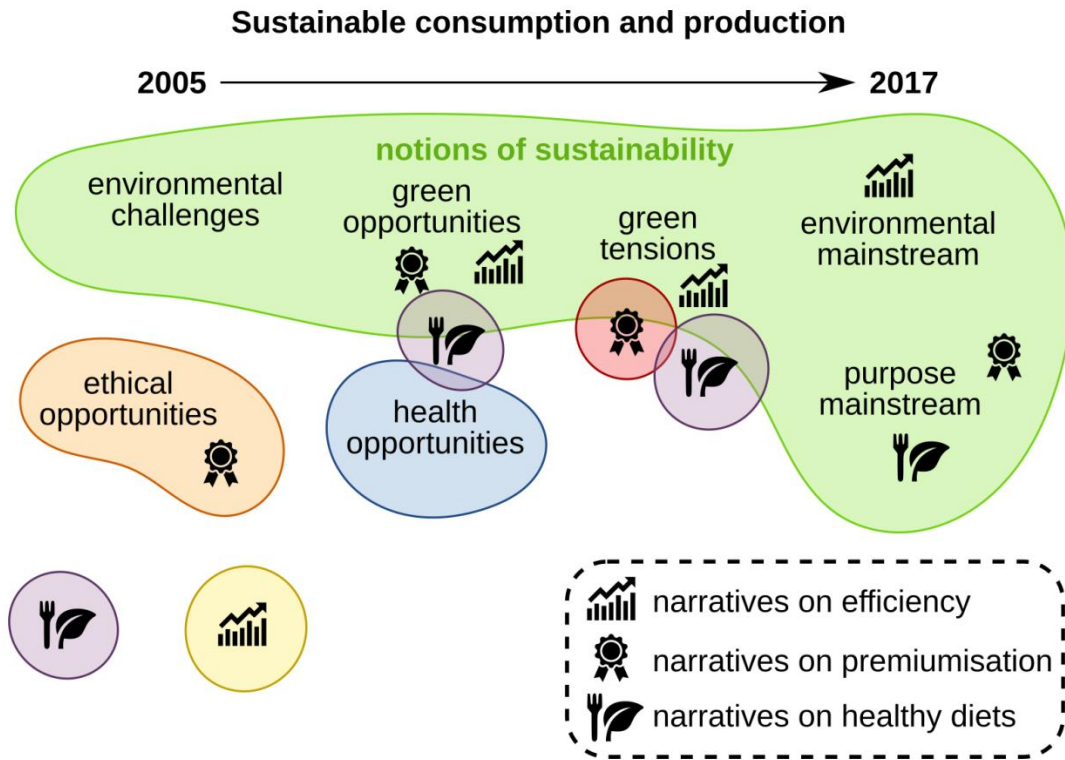 Sustainable consumption and production
2005
2017
notions of sustainability
environmental
challenges
green
opportunities
green
tensions
environmental
mainstream
ethical
opportunities
health
opportunities
purpose
mainstream
narratives on efficiency
narratives on premiumisation
narratives on healthy diets